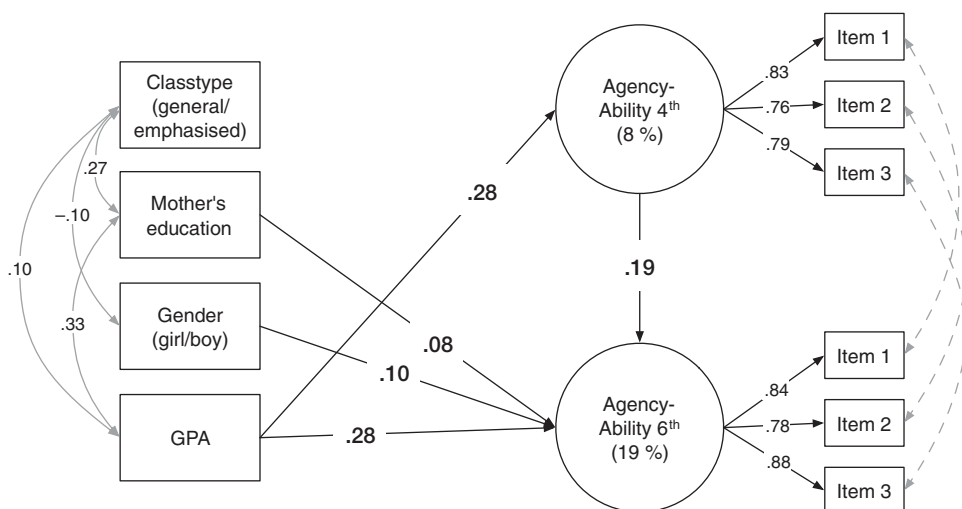 Classtype
(general/
emphasised)
Mother's
education
Gender
(girl/boy)
GPA
.27
–.10
.10
.33
.28
.08
.10
.28
.19
Agency-
Ability 4th
(8 %)
.83
.76
.79
Item 1
Item 2
Item 3
Agency-
Ability 6th
(19 %)
.84
.78
.88
Item 1
Item 2
Item 3